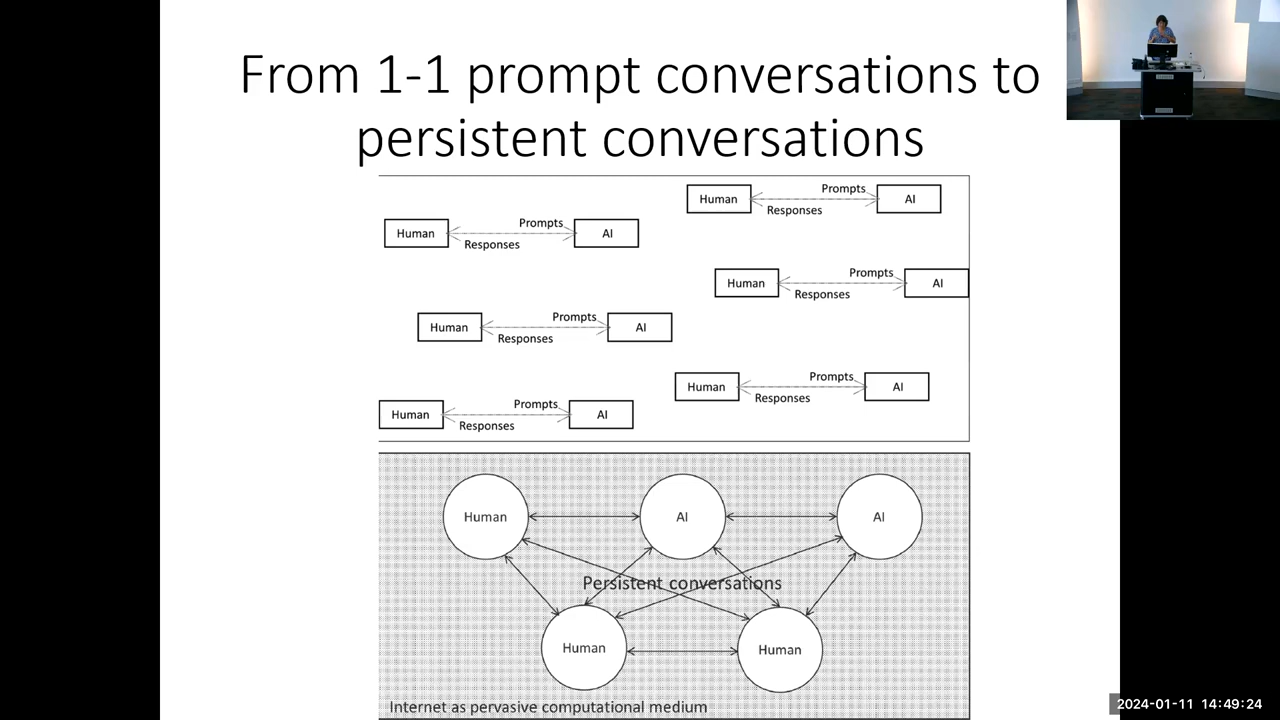 From 1-1 prompt conversations to
persistent conversations
Human
Prompts
Responses
AI
Human
Prompts
Responses
AI
Human
Prompts
Responses
AI
Human
Prompts
Responses
AI
Human
Prompts
Responses
AI
Human
Prompts
Responses
AI
Human
AI
AI
Persistent conversations
Human
Human
Internet as pervasive computational medium
2024-01-11 14:49:24